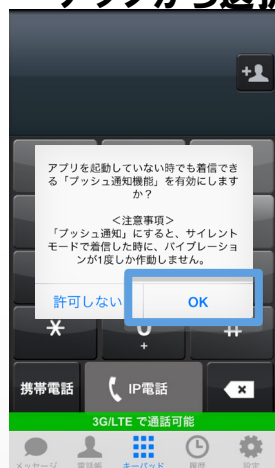 アプリを起動していない時でも着信でき
る「プッシュ通知機能」を有効にします
か？
＜注意事項＞
「プッシュ通知」にすると、サイレント
モードで着信した時に、バイブレーショ
ンが1度しか作動しません。
許可しない
OK
＊
0
+
#
携帯電話
IP電話
3G/LTE で通話可能
メッセージ
電話帳
キーパッド
履歴
設定